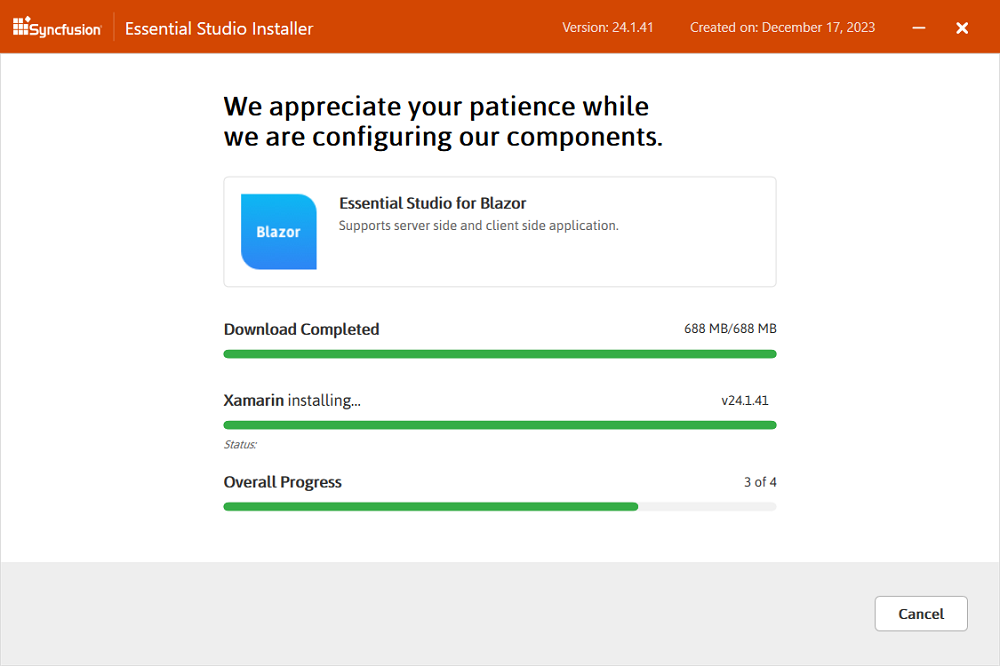 Syncfusion Essential Studio Installer Version: 24.1.41 Created on: December 17, 2023
We appreciate your patience while
we are configuring our components.
Blazor
Essential Studio for Blazor
Supports server side and client side application.
Download Completed 688 MB/688 MB
Xamarin installing... v24.1.41
Status:
Overall Progress 3 of 4
Cancel